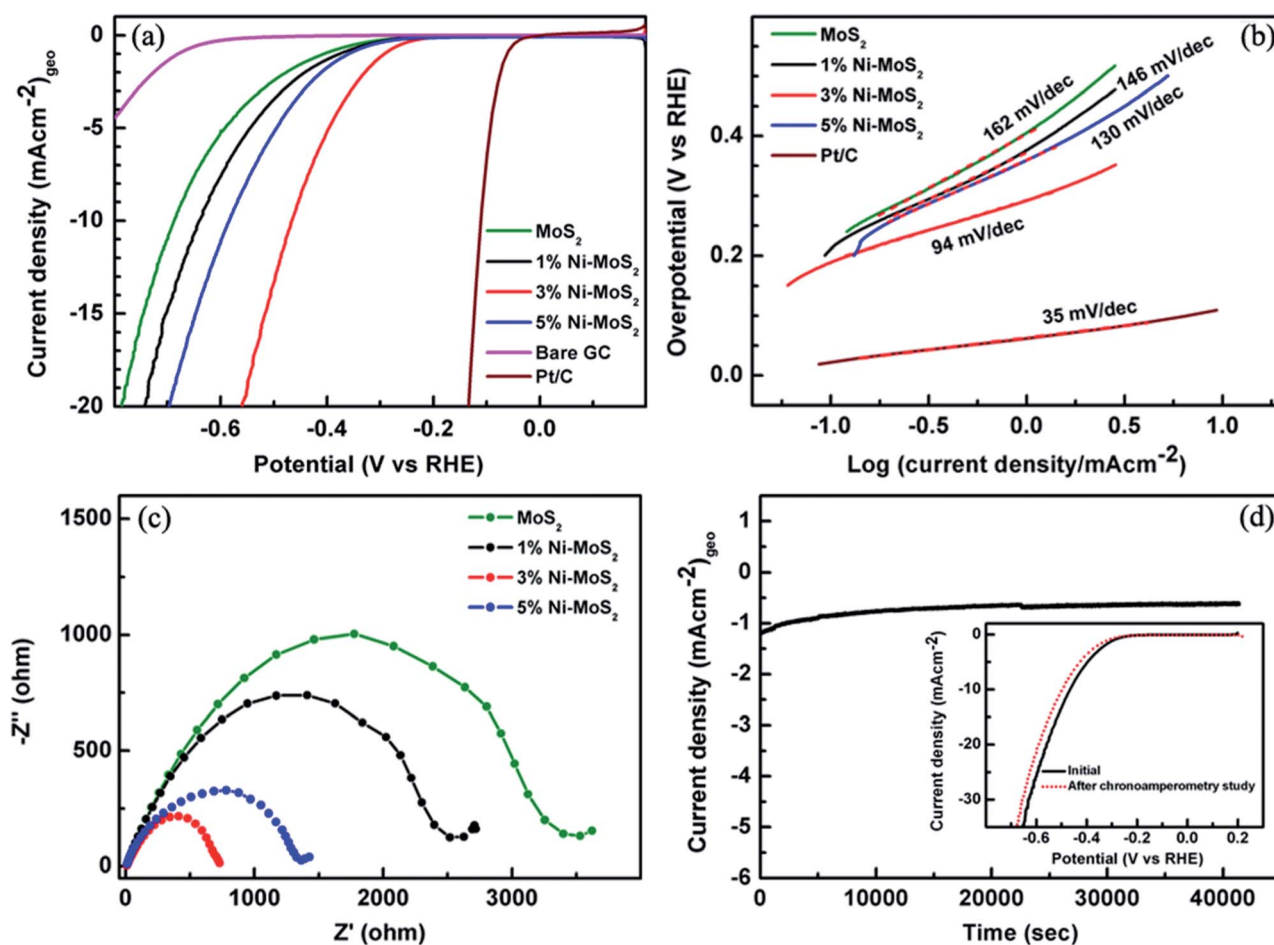 (a)
Current density (mAcm⁻²)geo
0
-5
-10
-15
-20
-0.6 -0.4 -0.2 0.0
Potential (V vs RHE)
MoS₂
1% Ni-MoS₂
3% Ni-MoS₂
5% Ni-MoS₂
Bare GC
Pt/C
(b)
Overpotential (V vs RHE)
0.4
0.2
0.0
-1.0 -0.5 0.0 0.5 1.0
Log (current density/mAcm⁻²)
MoS₂
1% Ni-MoS₂
3% Ni-MoS₂
5% Ni-MoS₂
Pt/C
162 mV/dec
146 mV/dec
130 mV/dec
94 mV/dec
35 mV/dec
(c)
-Z" (ohm)
1500
1000
500
0
0 1000 2000 3000
Z' (ohm)
MoS₂
1% Ni-MoS₂
3% Ni-MoS₂
5% Ni-MoS₂
(d)
Current density (mAcm⁻²)geo
1
0
-1
-2
-3
-4
-5
-6
0 10000 20000 30000 40000
Time (sec)
Current density (mAcm⁻²)
0
-10
-20
-30
-0.6 -0.4 -0.2 0.0 0.2
Potential (V vs RHE)
Initial
After chronoamperometry study